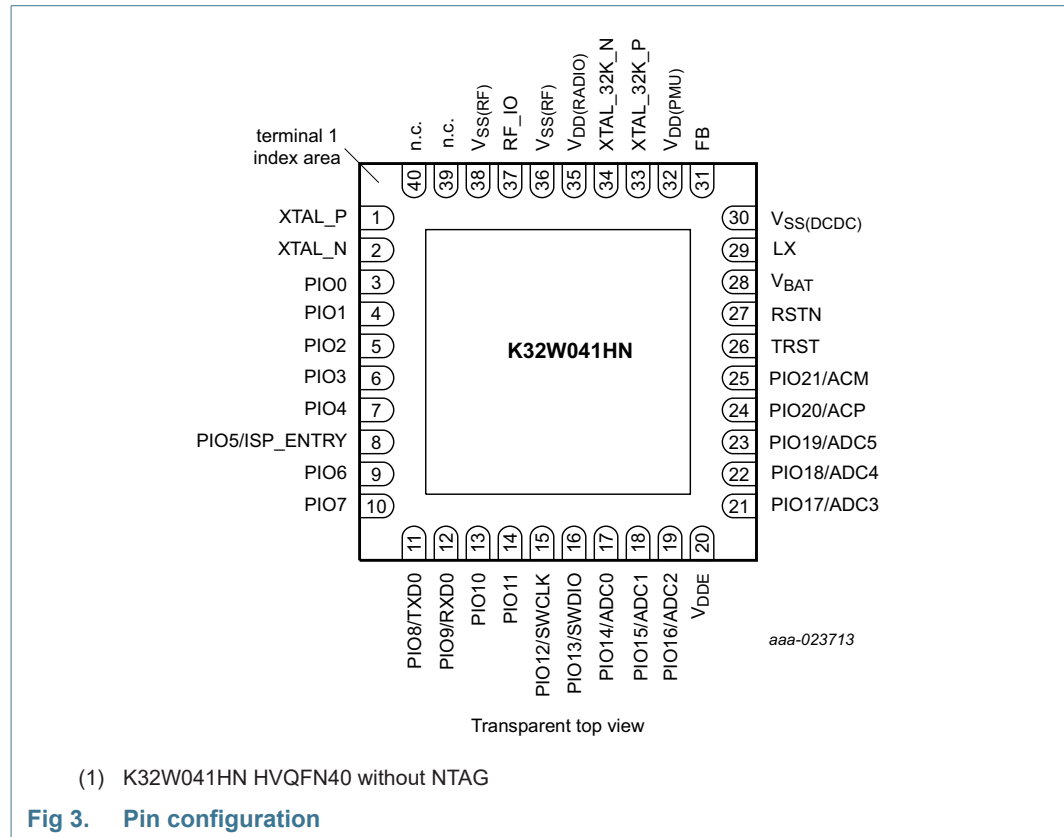 terminal 1
index area
n.c.
n.c.
VSS(RF)
RF_IO
VSS(RF)
VDD(RADIO)
XTAL_32K_N
XTAL_32K_P
VDD(PMU)
FB
40
39
38
37
36
35
34
33
32
31
XTAL_P 1
XTAL_N 2
PIO0 3
PIO1 4
PIO2 5
PIO3 6
PIO4 7
PIO5/ISP_ENTRY 8
PIO6 9
PIO7 10
K32W041HN
30 VSS(DCDC)
29 LX
28 VBAT
27 RSTN
26 TRST
25 PIO21/ACM
24 PIO20/ACP
23 PIO19/ADC5
22 PIO18/ADC4
21 PIO17/ADC3
11
12
13
14
15
16
17
18
19
20
PIO8/TXD0
PIO9/RXD0
PIO10
PIO11
PIO12/SWCLK
PIO13/SWDIO
PIO14/ADC0
PIO15/ADC1
PIO16/ADC2
VDDE
aaa-023713
Transparent top view
(1) K32W041HN HVQFN40 without NTAG
Fig 3. Pin configuration